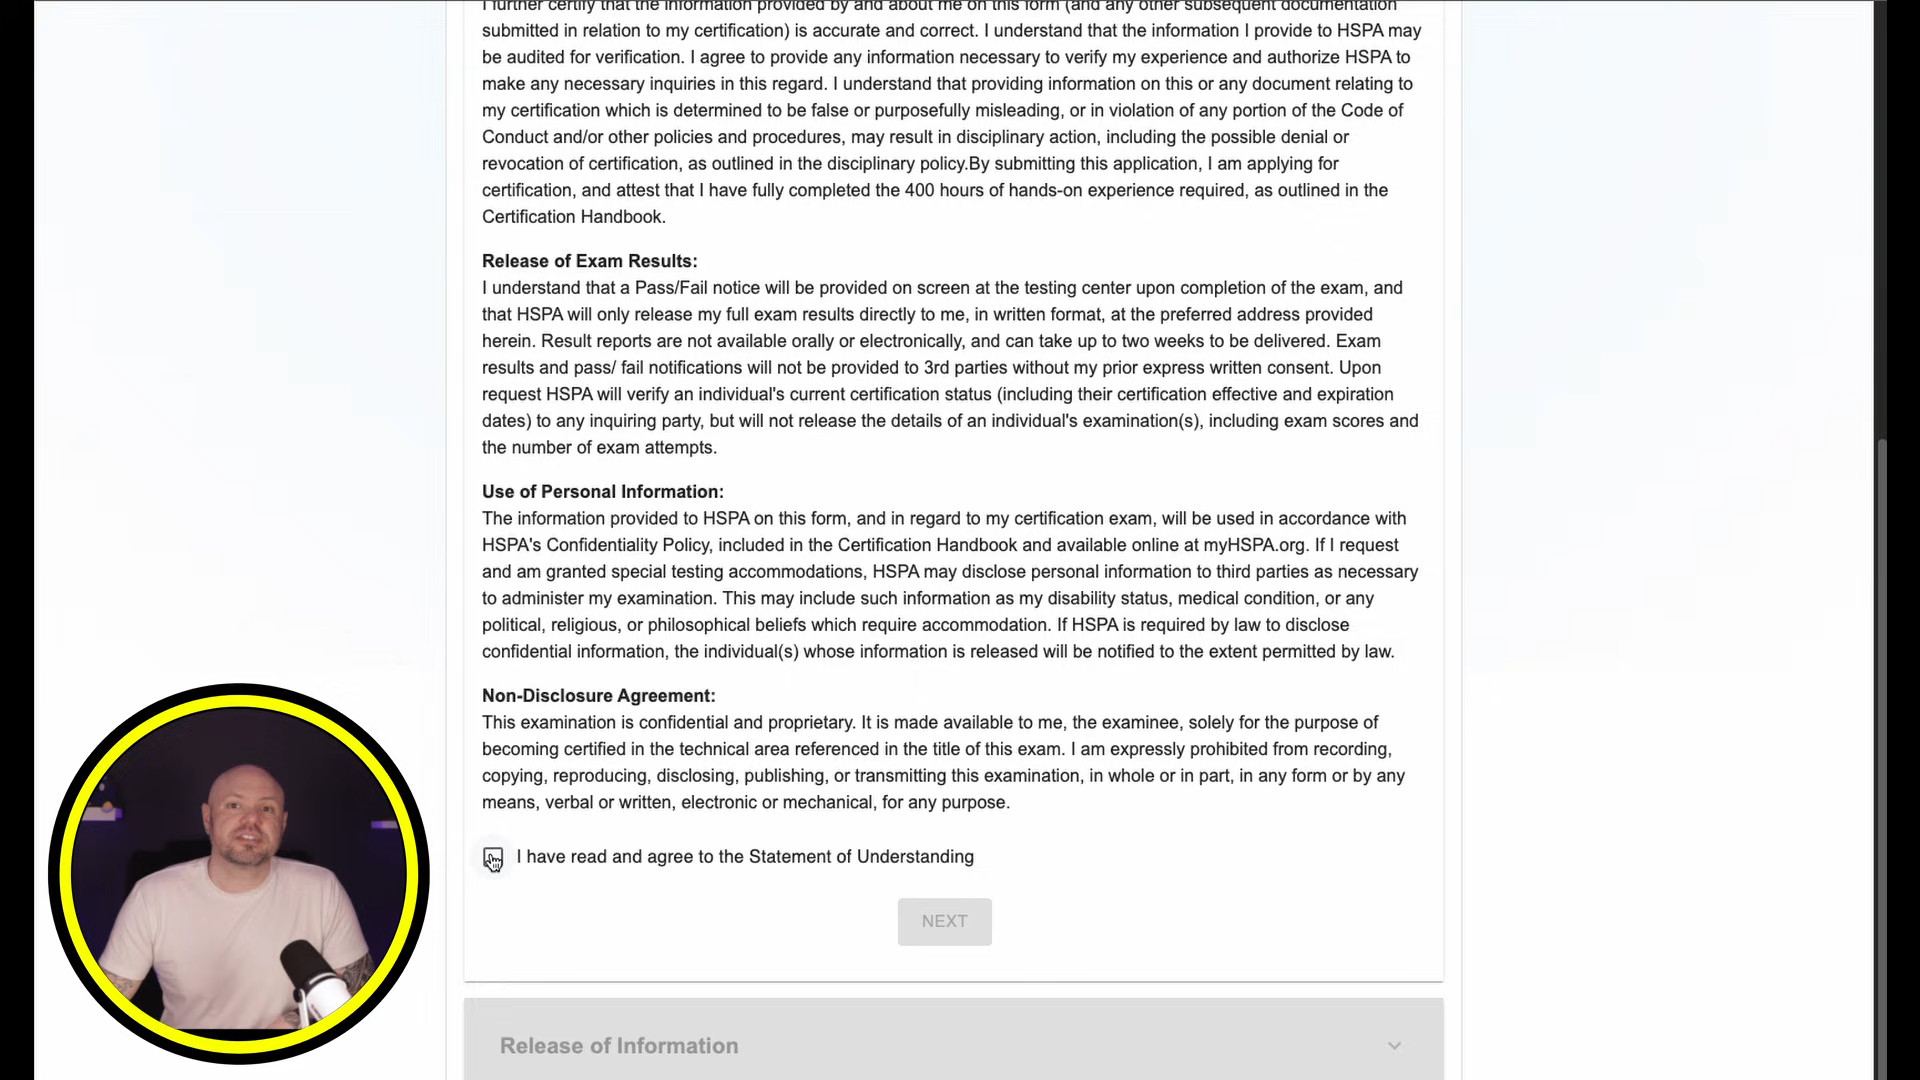 I further certify that the information provided by and about me on this form (and any other subsequent documentation
submitted in relation to my certification) is accurate and correct. I understand that the information I provide to HSPA may
be audited for verification. I agree to provide any information necessary to verify my experience and authorize HSPA to
make any necessary inquiries in this regard. I understand that providing information on this or any document relating to
my certification which is determined to be false or purposefully misleading, or in violation of any portion of the Code of
Conduct and/or other policies and procedures, may result in disciplinary action, including the possible denial or
revocation of certification, as outlined in the disciplinary policy.By submitting this application, I am applying for
certification, and attest that I have fully completed the 400 hours of hands-on experience required, as outlined in the
Certification Handbook.
Release of Exam Results:
I understand that a Pass/Fail notice will be provided on screen at the testing center upon completion of the exam, and
that HSPA will only release my full exam results directly to me, in written format, at the preferred address provided
herein. Result reports are not available orally or electronically, and can take up to two weeks to be delivered. Exam
results and pass/ fail notifications will not be provided to 3rd parties without my prior express written consent. Upon
request HSPA will verify an individual's current certification status (including their certification effective and expiration
dates) to any inquiring party, but will not release the details of an individual's examination(s), including exam scores and
the number of exam attempts.
Use of Personal Information:
The information provided to HSPA on this form, and in regard to my certification exam, will be used in accordance with
HSPA's Confidentiality Policy, included in the Certification Handbook and available online at myHSPA.org. If I request
and am granted special testing accommodations, HSPA may disclose personal information to third parties as necessary
to administer my examination. This may include such information as my disability status, medical condition, or any
political, religious, or philosophical beliefs which require accommodation. If HSPA is required by law to disclose
confidential information, the individual(s) whose information is released will be notified to the extent permitted by law.
Non-Disclosure Agreement:
This examination is confidential and proprietary. It is made available to me, the examinee, solely for the purpose of
becoming certified in the technical area referenced in the title of this exam. I am expressly prohibited from recording,
copying, reproducing, disclosing, publishing, or transmitting this examination, in whole or in part, in any form or by any
means, verbal or written, electronic or mechanical, for any purpose.
I have read and agree to the Statement of Understanding
NEXT
Release of Information